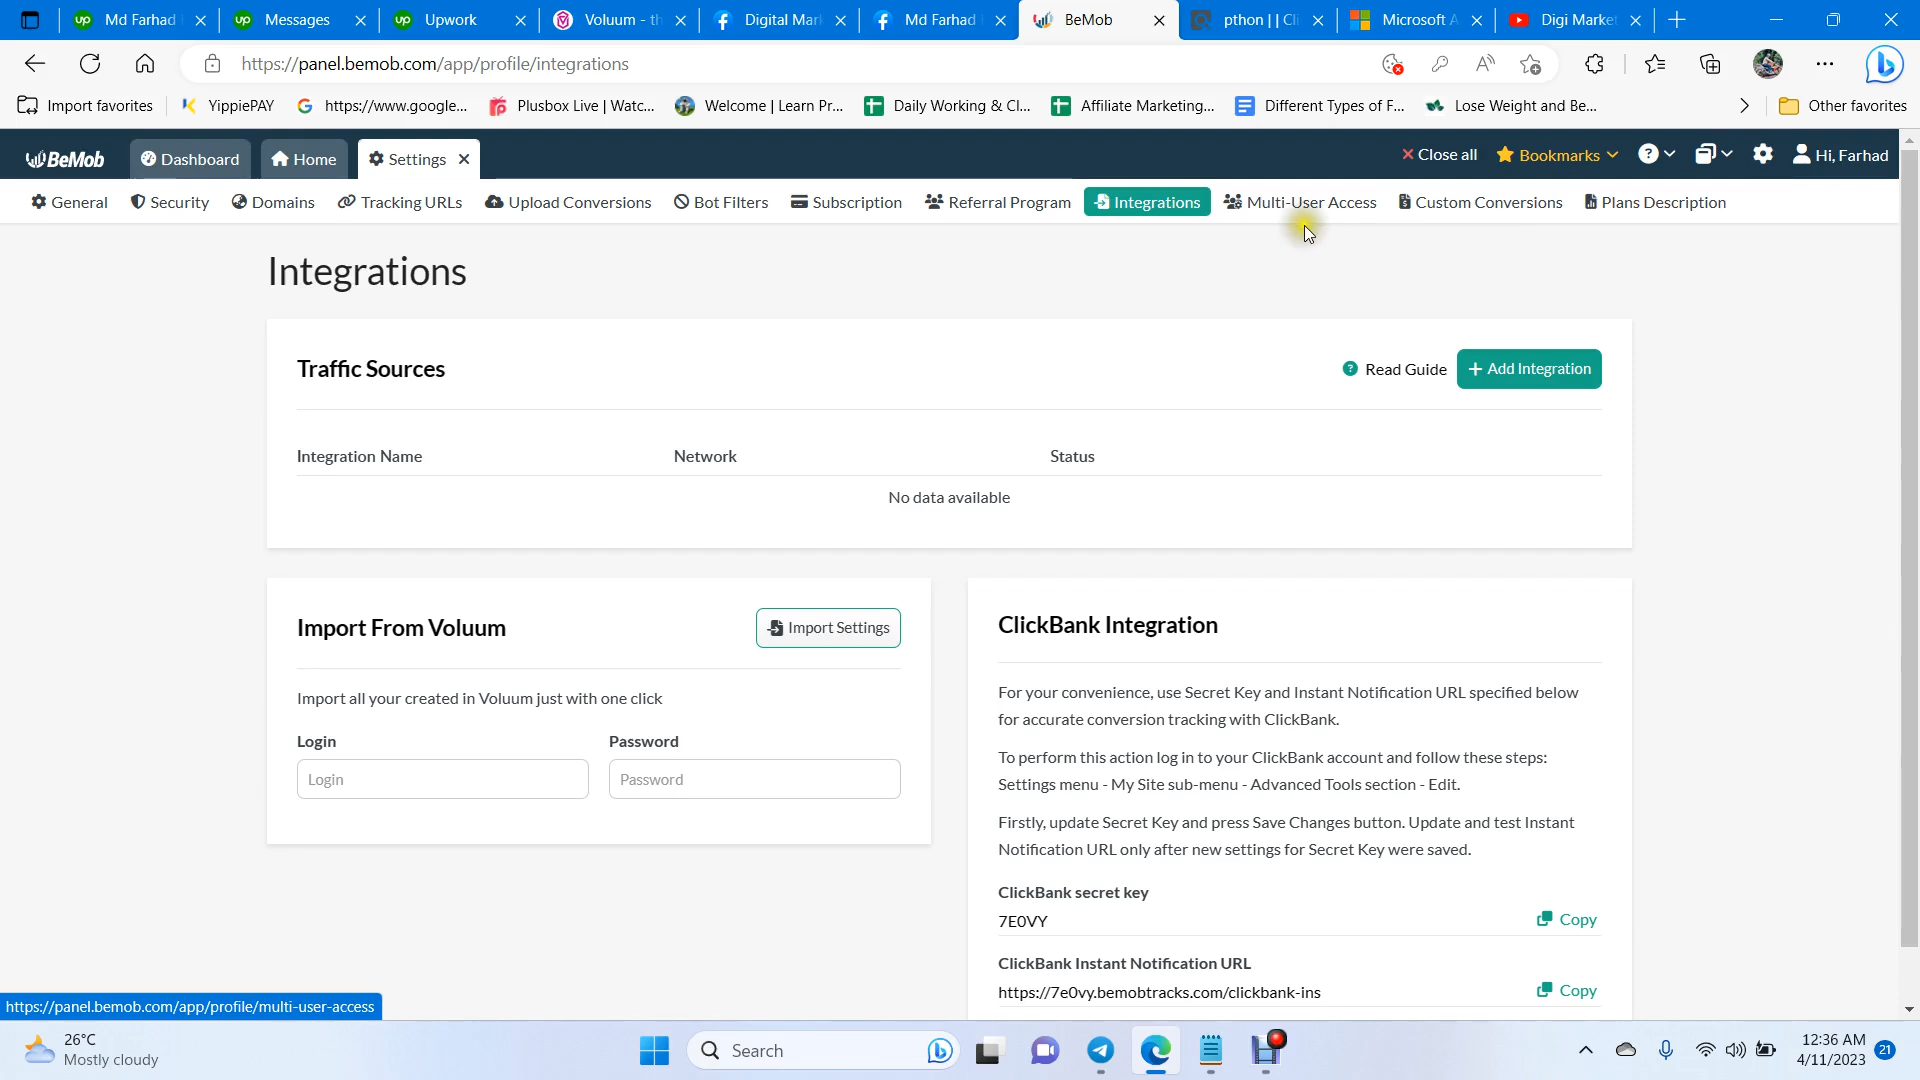 Md Farhad
Messages
Upwork
Voluum - th
Digital Mar
Md Farhad
BeMob
pthon | | Cli
Microsoft A
Digi Market
https://panel.bemob.com/app/profile/integrations
Import favorites
YippiePAY
https://www.google...
Plusbox Live | Watc...
Welcome | Learn Pr...
Daily Working & Cl...
Affiliate Marketing...
Different Types of F...
Lose Weight and Be...
Other favorites
BeMob
Dashboard
Home
Settings
Close all
Bookmarks
Hi, Farhad
General
Security
Domains
Tracking URLs
Upload Conversions
Bot Filters
Subscription
Referral Program
Integrations
Multi-User Access
Custom Conversions
Plans Description
Integrations
Traffic Sources
Read Guide
+ Add Integration
Integration Name Network Status
No data available
Import From Voluum
Import Settings
Import all your created in Voluum just with one click
Login Password
Login Password
ClickBank Integration
For your convenience, use Secret Key and Instant Notification URL specified below
for accurate conversion tracking with ClickBank.
To perform this action log in to your ClickBank account and follow these steps:
Settings menu - My Site sub-menu - Advanced Tools section - Edit.
Firstly, update Secret Key and press Save Changes button. Update and test Instant
Notification URL only after new settings for Secret Key were saved.
ClickBank secret key
7E0VY
Copy
ClickBank Instant Notification URL
https://7e0vy.bemobtracks.com/clickbank-ins
Copy
https://panel.bemob.com/app/profile/multi-user-access
26°C
Mostly cloudy
Search
12:36 AM
4/11/2023
21